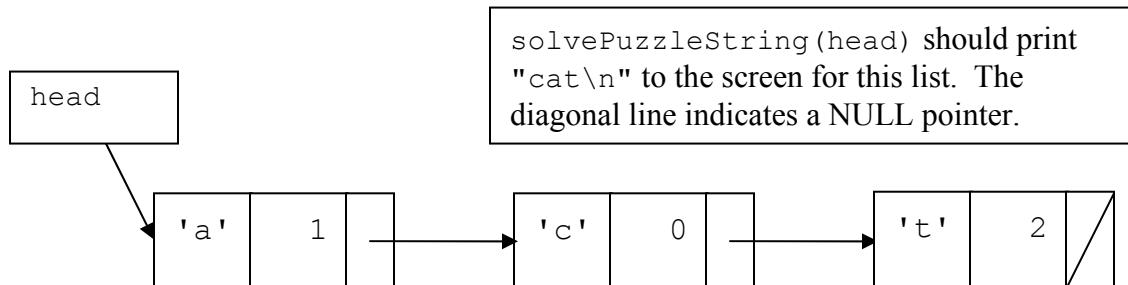 solvePuzzleString(head) should print
"cat\n" to the screen for this list. The
diagonal line indicates a NULL pointer.
head
'a' 1 'c' 0 't' 2